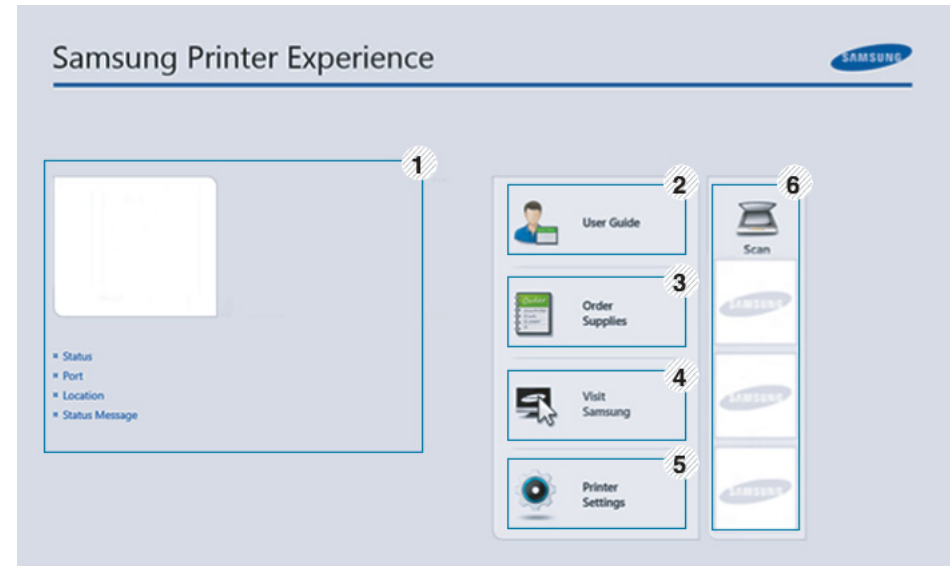 Samsung Printer Experience
SAMSUNG
1
Status
Port
Location
Status Message
2
User Guide
3
Order
Order
Supplies
4
Visit
Samsung
5
Printer
Settings
6
Scan
SAMSUNG
SAMSUNG
SAMSUNG